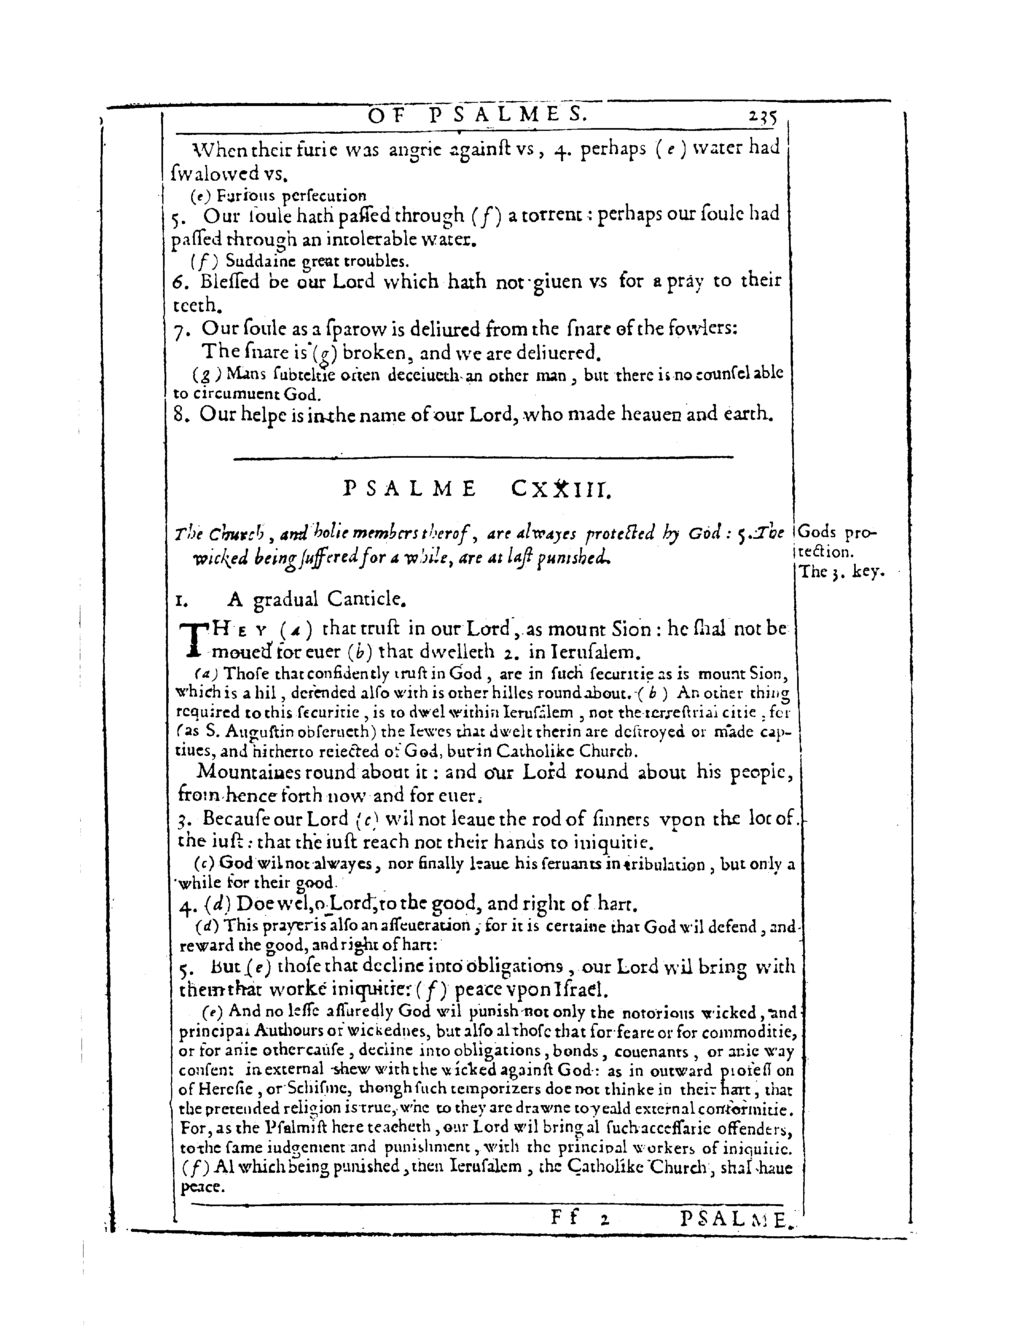 OF PSALMES. 235
When their furie was angrie againſt vs, 4. perhaps (e) water had
ſwalowed vs.
(e) Furious perſecution
5. Our ſoule hath paſſed through (f) a torrent: perhaps our ſoule had
paſſed through an intolerable water.
(f) Suddaine great troubles.
6. Bleſſed be our Lord which hath not giuen vs for a pray to their
teeth.
7. Our ſoule as a ſparow is deliured from the ſnare of the fowlers:
The ſnare is (g) broken, and we are deliuered.
(g) Mans ſubteltie often deceiueth an other man, but there is no counſel able
to circumuent God.
8. Our helpe is in the name of our Lord, who made heauen and earth.
PSALME CXXIII.
The Church, and holie members therof, are alwayes protected by God: 5. The
wicked being ſuffered for a while, are at laſt punished.
Gods pro-
tection.
The 3. key.
1. A gradual Canticle.
THEY (a) that truſt in our Lord, as mount Sion: he ſhal not be
moued for euer (b) that dwelleth 2. in Ieruſalem.
(a) Thoſe that confidently truſt in God, are in ſuch ſecuritie as is mount Sion,
which is a hil, defended alſo with is other hilles round about. (b) An other thing
required to this ſecuritie, is to dwel within Ieruſalem, not the terreſtrial citie, for
(as S. Auguſtin obſerueth) the Iewes that dwelt therin are deſtroyed or made cap-
tiues, and hitherto reiected of God, but in Catholike Church.
Mountaines round about it: and our Lord round about his people,
from hence forth now and for euer.
3. Becauſe our Lord (c) wil not leaue the rod of ſinners vpon the lot of
the iuſt: that the iuſt reach not their hands to iniquitie.
(c) God wil not alwayes, nor finally leaue his ſeruants in tribulation, but only a
while for their good.
4. (d) Doe wel, o Lord, to the good, and right of hart.
(d) This prayer is alſo an aſſeueration, for it is certaine that God wil defend, and
reward the good, and right of hart:
5. But (e) thoſe that decline into obligations, our Lord wil bring with
them that worke iniquitie: (f) peace vpon Iſrael.
(e) And no leſſe aſſuredly God wil punish not only the notorious wicked, and
principal Authours of wickednes, but alſo al thoſe that for feare or for commoditie,
or for anie other cauſe, decline into obligations, bonds, couenants, or anie way
conſent in external shew with the wicked againſt God: as in outward profeſſion
of Hereſie, or Schiſme, though ſuch temporizers doe not thinke in their hart, that
the pretended religion is true, whe to they are drawne to yeald external conformitie.
For, as the Pſalmiſt here teacheth, our Lord wil bring al ſuch acceſſarie offenders,
to the ſame iudgement and punishment, with the principal workers of iniquitie.
(f) Al which being punished, then Ieruſalem, the Catholike Church, shal haue
peace.
Ff 2 PSALME.